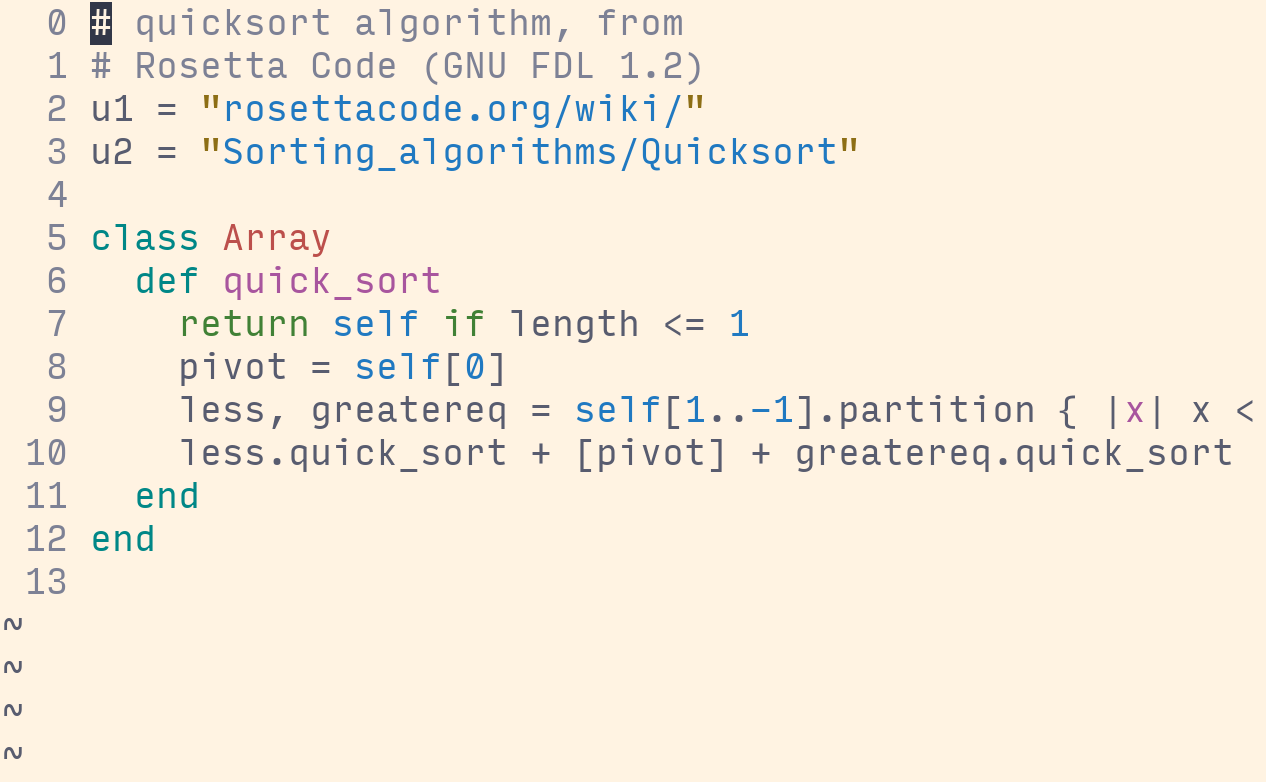 0 # quicksort algorithm, from
1 # Rosetta Code (GNU FDL 1.2)
2 u1 = "rosettacode.org/wiki/"
3 u2 = "Sorting_algorithms/Quicksort"
4
5 class Array
6   def quick_sort
7     return self if length <= 1
8     pivot = self[0]
9     less, greatereq = self[1..-1].partition { |x| x <
10     less.quick_sort + [pivot] + greatereq.quick_sort
11   end
12 end
13
~
~
~
~